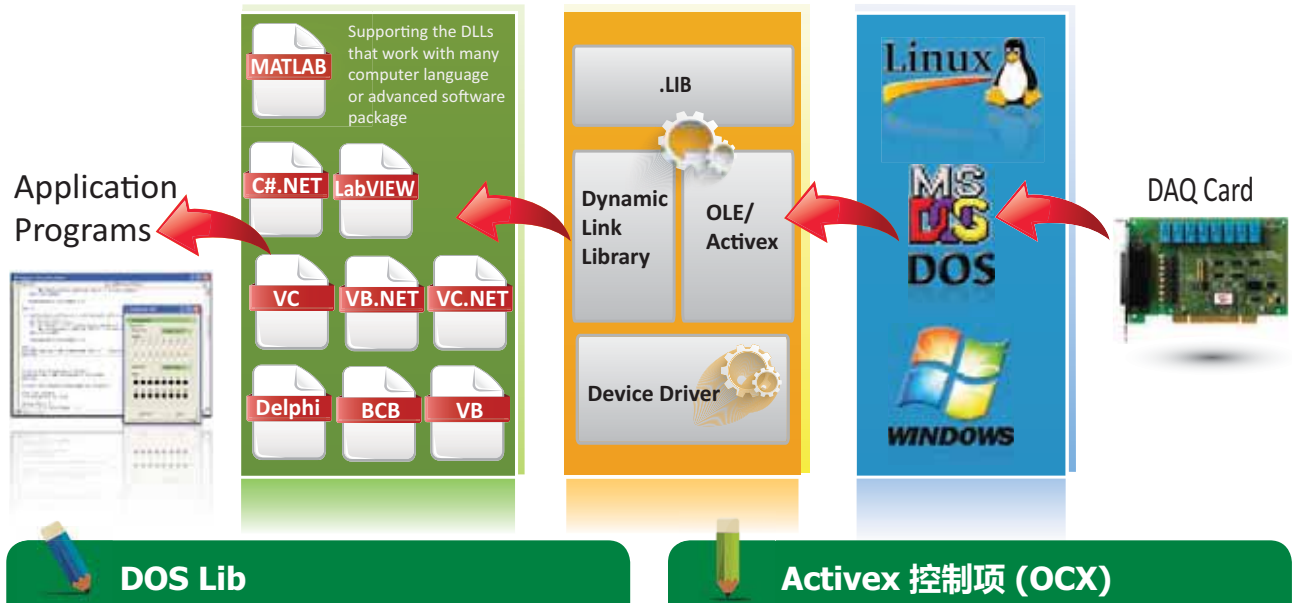 MATLAB
Supporting the DLLs
that work with many
computer language
or advanced software
package
C#.NET
LabVIEW
VC
VB.NET
VC.NET
Delphi
BCB
VB
Application
Programs
.LIB
Dynamic
Link
Library
OLE/
Activex
Device Driver
Linux
MS
DOS
DOS
WINDOWS
DAQ Card
DOS Lib
Activex 控制项 (OCX)